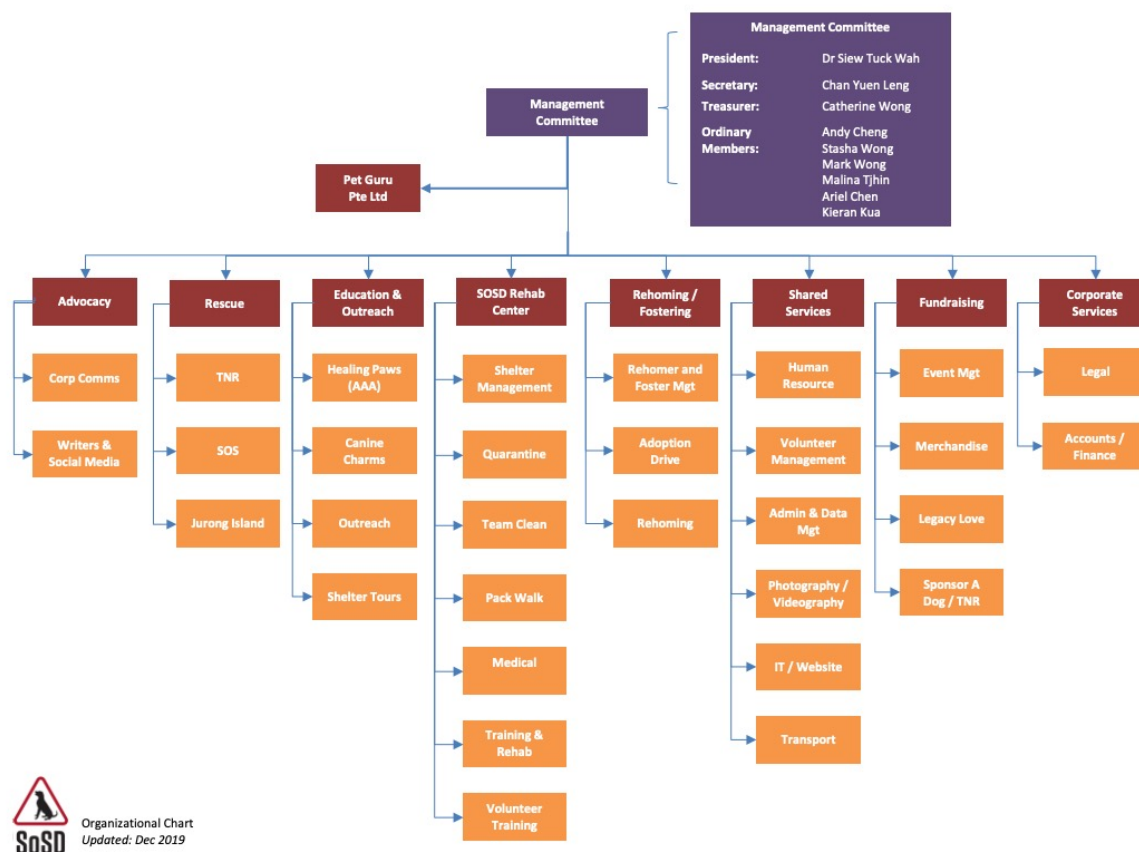 Management Committee
President: Dr Siew Tuck Wah
Secretary: Chan Yuen Leng
Treasurer: Catherine Wong
Ordinary Andy Cheng
Members: Stasha Wong
Mark Wong
Malina Tjhin
Ariel Chen
Kieran Kua
Management
Committee
Pet Guru
Pte Ltd
Advocacy
Corp Comms
Writers &
Social Media
Rescue
TNR
SOS
Jurong Island
Education &
Outreach
Healing Paws
(AAA)
Canine
Charms
Outreach
Shelter Tours
SOSD Rehab
Center
Shelter
Management
Quarantine
Team Clean
Pack Walk
Medical
Training &
Rehab
Volunteer
Training
Rehoming /
Fostering
Rehomer and
Foster Mgt
Adoption
Drive
Rehoming
Shared
Services
Human
Resource
Volunteer
Management
Admin & Data
Mgt
Photography /
Videography
IT / Website
Transport
Fundraising
Event Mgt
Merchandise
Legacy Love
Sponsor A
Dog / TNR
Corporate
Services
Legal
Accounts /
Finance
SoSD
Organizational Chart
Updated: Dec 2019